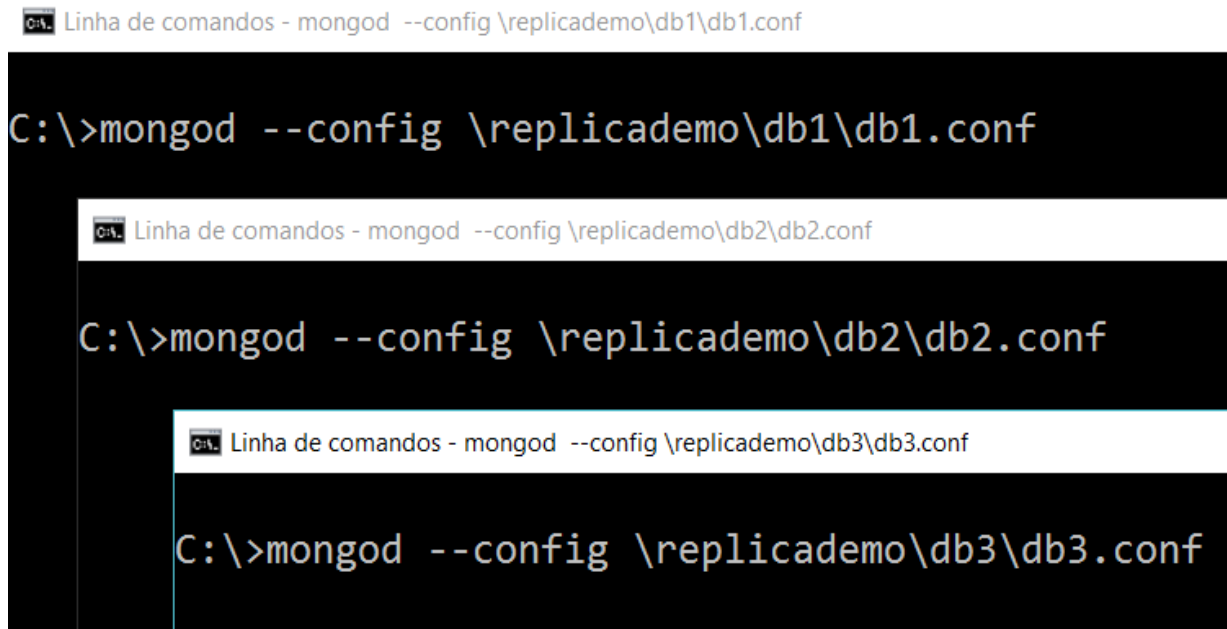 Linha de comandos - mongod  --config \replicademo\db1\db1.conf
C:\>mongod --config \replicademo\db1\db1.conf
Linha de comandos - mongod  --config \replicademo\db2\db2.conf
C:\>mongod --config \replicademo\db2\db2.conf
Linha de comandos - mongod  --config \replicademo\db3\db3.conf
C:\>mongod --config \replicademo\db3\db3.conf